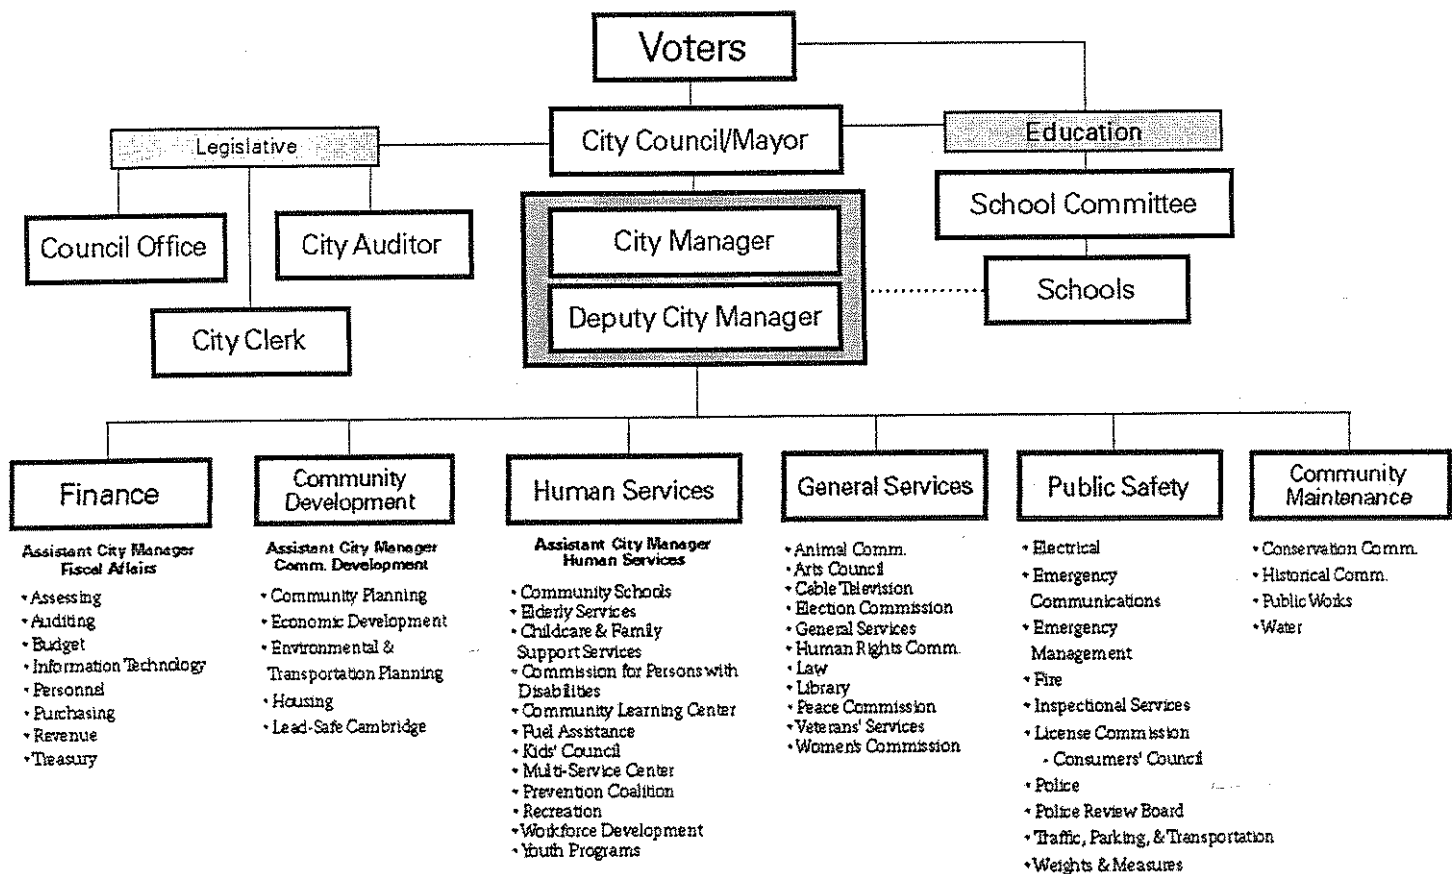 Voters
City Council/Mayor
Legislative
Education
Council Office
City Auditor
City Clerk
City Manager
Deputy City Manager
School Committee
Schools
Finance
Assistant City Manager
Fiscal Affairs
• Assessing
• Auditing
• Budget
• Information Technology
• Personnel
• Purchasing
• Revenue
• Treasury
Community
Development
Assistant City Manager
Comm. Development
• Community Planning
• Economic Development
• Environmental &
Transportation Planning
• Housing
• Lead-Safe Cambridge
Human Services
Assistant City Manager
Human Services
• Community Schools
• Elderly Services
• Childcare & Family
Support Services
• Commission for Persons with
Disabilities
• Community Learning Center
• Fuel Assistance
• Kids' Council
• Multi-Service Center
• Prevention Coalition
• Recreation
• Workforce Development
• Youth Programs
General Services
• Animal Comm.
• Arts Council
• Cable Television
• Election Commission
• General Services
• Human Rights Comm.
• Law
• Library
• Peace Commission
• Veterans' Services
• Women's Commission
Public Safety
• Electrical
• Emergency
Communications
• Emergency
Management
• Fire
• Inspectional Services
• License Commission
- Consumers' Council
• Police
• Police Review Board
• Traffic, Parking, & Transportation
• Weights & Measures
Community
Maintenance
• Conservation Comm.
• Historical Comm.
• Public Works
• Water